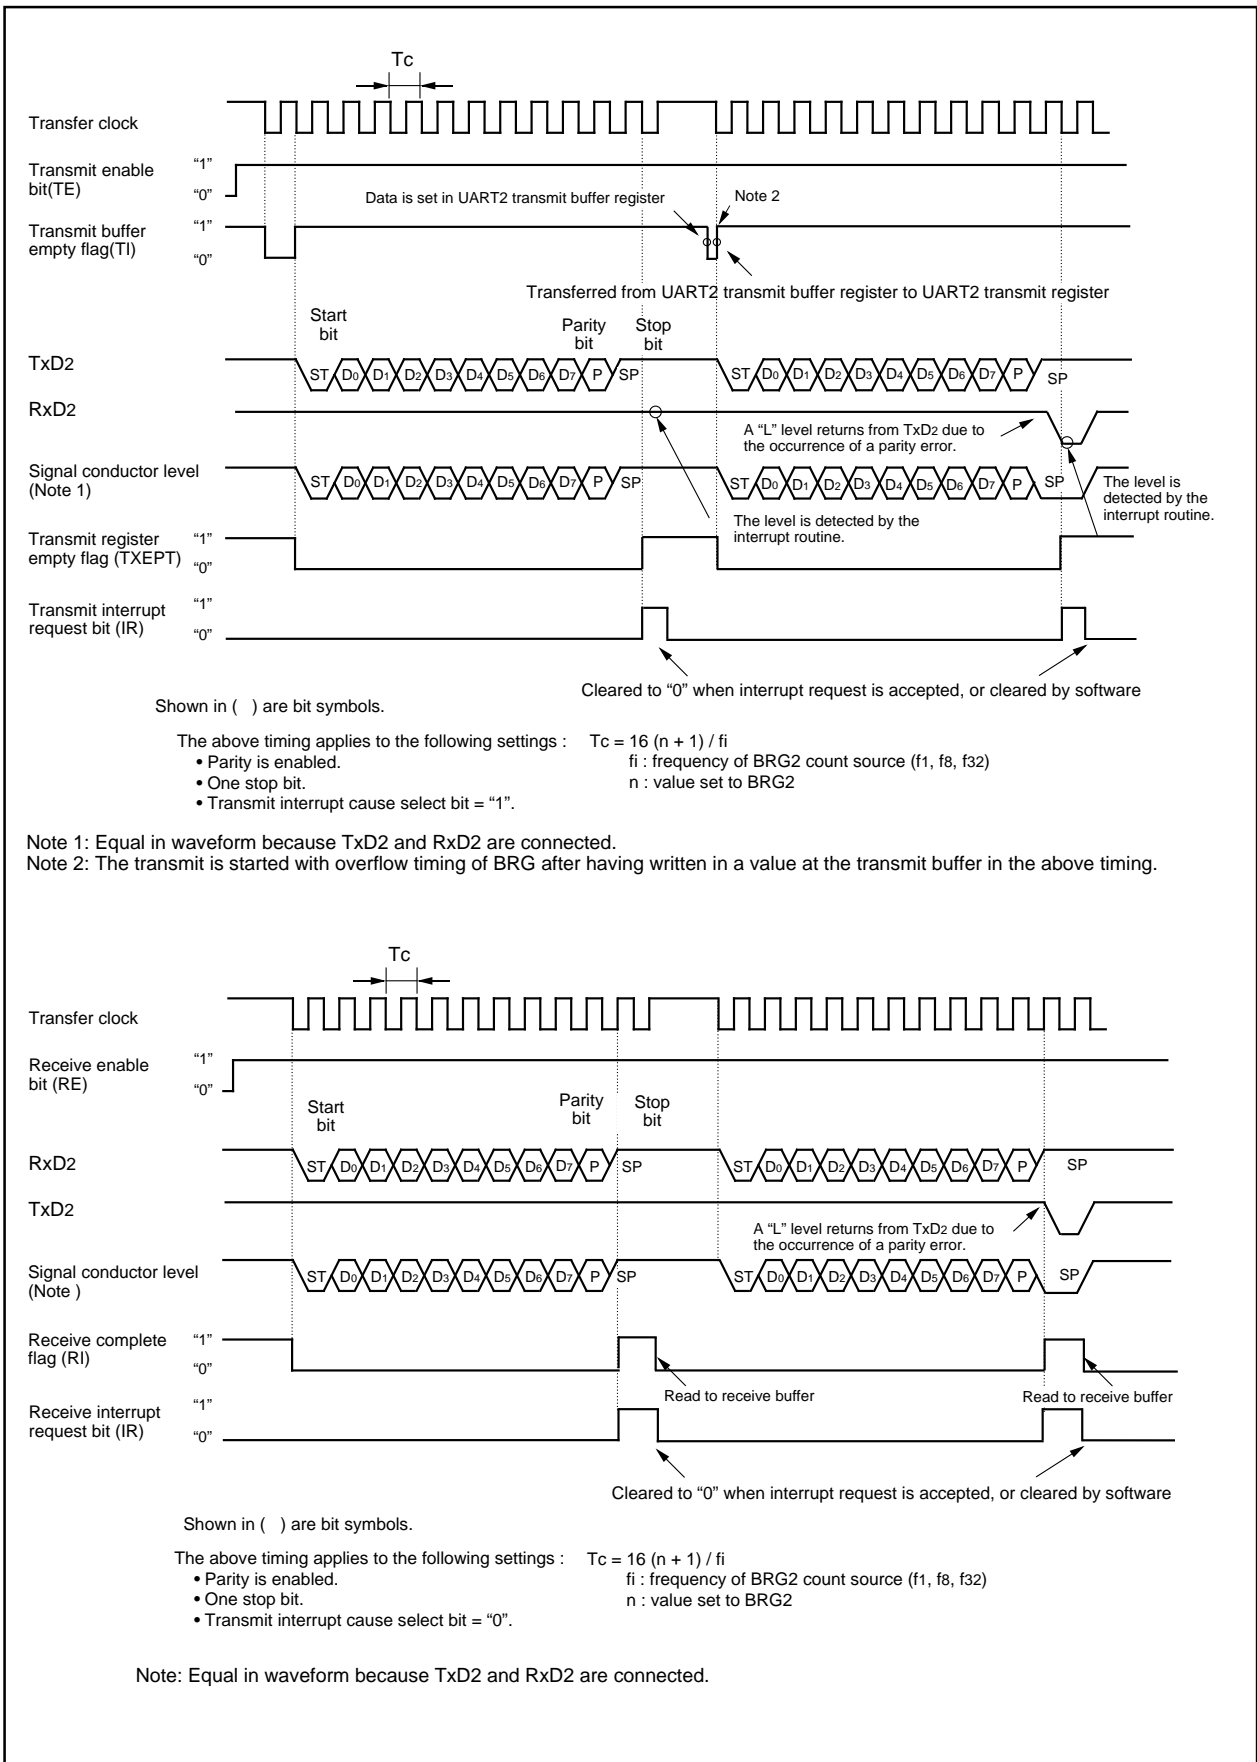 Tc
Transfer clock
Transmit enable
bit(TE)
“1”
“0”
Data is set in UART2 transmit buffer register
Note 2
Transmit buffer
empty flag(TI)
“1”
“0”
Transferred from UART2 transmit buffer register to UART2 transmit register
Start
bit
Parity
bit
Stop
bit
TxD2
ST D0 D1 D2 D3 D4 D5 D6 D7 P SP ST D0 D1 D2 D3 D4 D5 D6 D7 P SP
RxD2
A “L” level returns from TxD2 due to
the occurrence of a parity error.
Signal conductor level
(Note 1)
ST D0 D1 D2 D3 D4 D5 D6 D7 P SP ST D0 D1 D2 D3 D4 D5 D6 D7 P SP
The level is
detected by the
interrupt routine.
The level is detected by the
interrupt routine.
Transmit register
empty flag (TXEPT)
“1”
“0”
Transmit interrupt
request bit (IR)
“1”
“0”
Cleared to “0” when interrupt request is accepted, or cleared by software
Shown in ( ) are bit symbols.
The above timing applies to the following settings :
• Parity is enabled.
• One stop bit.
• Transmit interrupt cause select bit = “1”.
Tc = 16 (n + 1) / fi
fi : frequency of BRG2 count source (f1, f8, f32)
n : value set to BRG2
Note 1: Equal in waveform because TxD2 and RxD2 are connected.
Note 2: The transmit is started with overflow timing of BRG after having written in a value at the transmit buffer in the above timing.
Tc
Transfer clock
Receive enable
bit (RE)
“1”
“0”
Start
bit
Parity
bit
Stop
bit
RxD2
ST D0 D1 D2 D3 D4 D5 D6 D7 P SP ST D0 D1 D2 D3 D4 D5 D6 D7 P SP
TxD2
A “L” level returns from TxD2 due to
the occurrence of a parity error.
Signal conductor level
(Note )
ST D0 D1 D2 D3 D4 D5 D6 D7 P SP ST D0 D1 D2 D3 D4 D5 D6 D7 P SP
Receive complete
flag (RI)
“1”
“0”
Read to receive buffer
Read to receive buffer
Receive interrupt
request bit (IR)
“1”
“0”
Cleared to “0” when interrupt request is accepted, or cleared by software
Shown in ( ) are bit symbols.
The above timing applies to the following settings :
• Parity is enabled.
• One stop bit.
• Transmit interrupt cause select bit = “0”.
Tc = 16 (n + 1) / fi
fi : frequency of BRG2 count source (f1, f8, f32)
n : value set to BRG2
Note: Equal in waveform because TxD2 and RxD2 are connected.